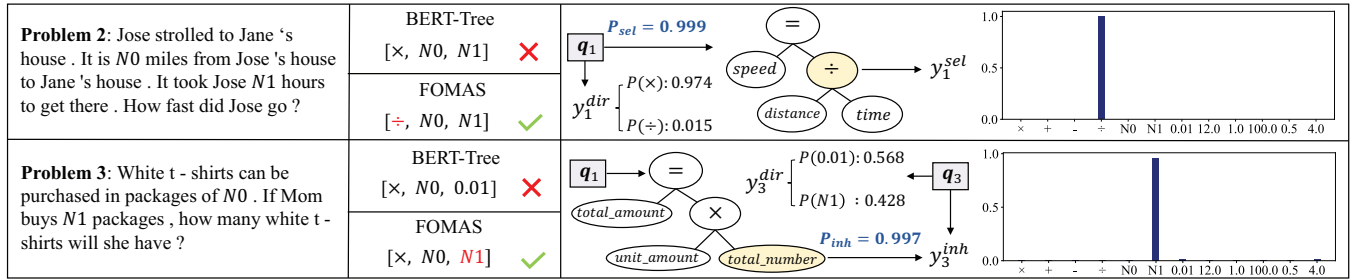 Problem 2: Jose strolled to Jane 's
house . It is N0 miles from Jose 's house
to Jane 's house . It took Jose N1 hours
to get there . How fast did Jose go ?
BERT-Tree
[×, N0, N1]
FOMAS
[÷, N0, N1]
q₁
P_sel = 0.999
y₁^dir
P(×): 0.974
P(÷): 0.015
=
speed
÷
distance
time
y₁^sel
1.0
0.5
0.0
× + - ÷ N0 N1 0.01 12.0 1.0 100.0 0.5 4.0
Problem 3: White t - shirts can be
purchased in packages of N0 . If Mom
buys N1 packages , how many white t -
shirts will she have ?
BERT-Tree
[×, N0, 0.01]
FOMAS
[×, N0, N1]
q₁
=
total_amount
×
unit_amount
total_number
y₃^dir
P(0.01): 0.568
P(N1) : 0.428
q₃
P_inh = 0.997
y₃^inh
1.0
0.5
0.0
× + - ÷ N0 N1 0.01 12.0 1.0 100.0 0.5 4.0